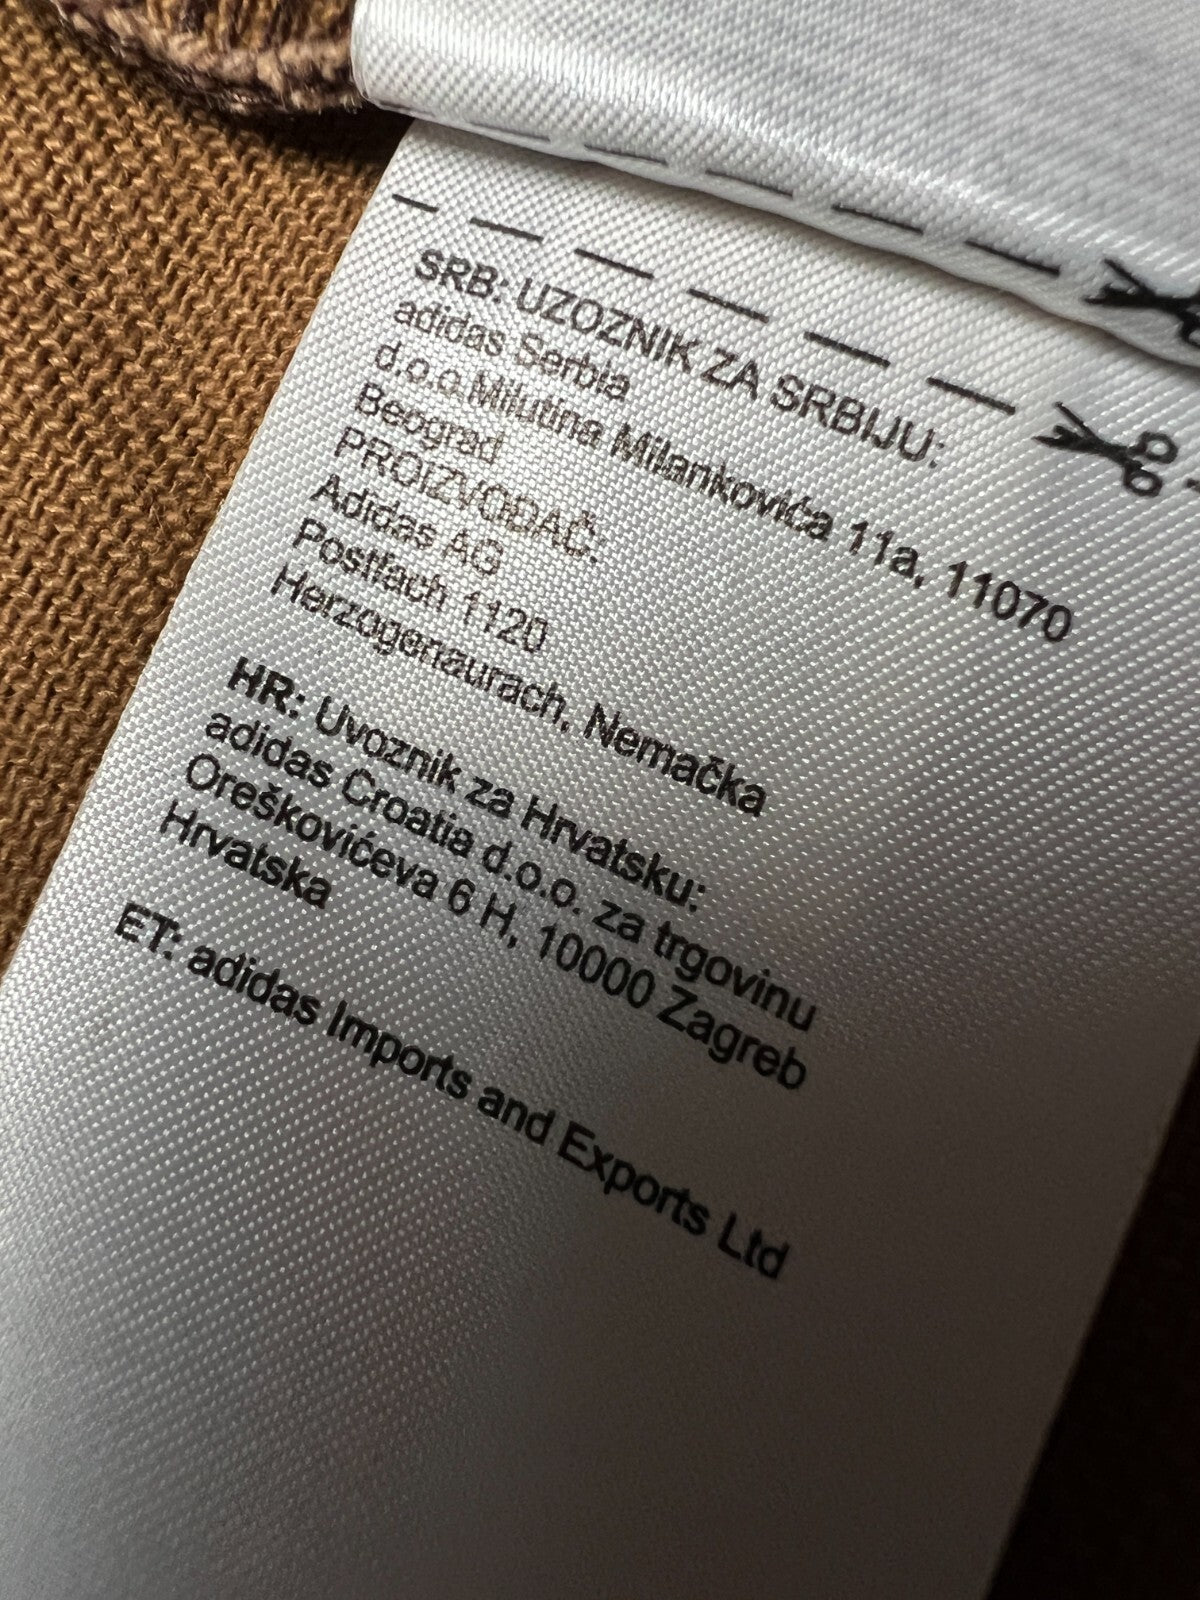 SRB: UZOZNIK ZA SRBIJU:
adidas Serbia
d.o.o.Milutina Milankovića 11a, 11070
Beograd
PROIZVODAČ:
Adidas AG
Postfach 1120
Herzogenaurach, Nemačka
HR: Uvoznik za Hrvatsku:
adidas Croatia d.o.o. za trgovinu
Oreškovićeva 6 H, 10000 Zagreb
Hrvatska
ET: adidas Imports and Exports Ltd